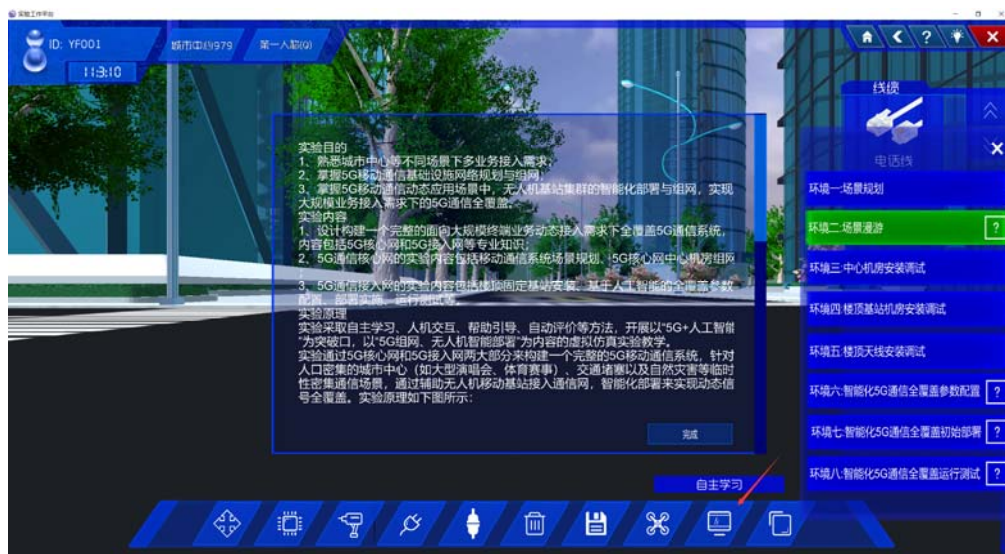 实验工作平台
ID: YF001
城市中心979
第一人称(Q)
11:3:10
线缆
电话线
实验目的
1、熟悉城市中心等不同场景下多业务接入需求;
2、掌握5G移动通信基础设施网络规划与组网;
3、掌握5G移动通信动态应用场景中，无人机基站集群的智能化部署与组网，实现
大规模业务接入需求下的5G通信全覆盖。
实验内容
1、设计构建一个完整的面向大规模终端业务动态接入需求下全覆盖5G通信系统，
内容包括5G核心网和5G接入网等专业知识;
2、5G通信核心网的实验内容包括移动通信系统场景规划、5G核心网中心机房组网
;
3、5G通信接入网的实验内容包括楼顶固定基站安装、基于人工智能的全覆盖参数
配置、部署实施、运行测试等。
实验原理
实验采取自主学习、人机交互、帮助引导、自动评价等方法，开展以“5G+人工智能
”为突破口，以“5G组网、无人机智能部署”为内容的虚拟仿真实验教学。
实验通过5G核心网和5G接入网两大部分来构建一个完整的5G移动通信系统，针对
人口密集的城市中心（如大型演唱会、体育赛事）、交通堵塞以及自然灾害等临时
性密集通信场景，通过辅助无人机移动基站接入通信网，智能化部署来实现动态信
号全覆盖。实验原理如下图所示：
完成
环境一:场景规划
环境二:场景漫游
?
环境三:中心机房安装调试
环境四:楼顶基站机房安装调试
环境五:楼顶天线安装调试
环境六:智能化5G通信全覆盖参数配置
?
环境七:智能化5G通信全覆盖初始部署
?
环境八:智能化5G通信全覆盖运行测试
?
自主学习